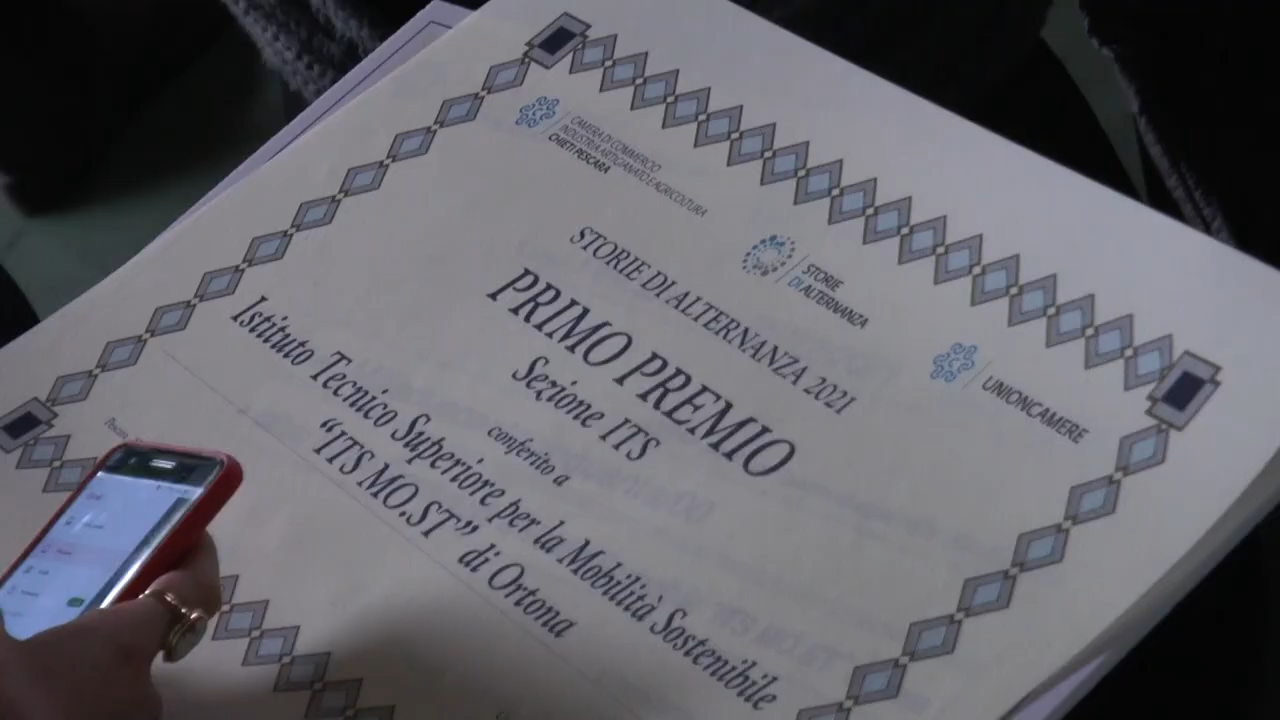 CAMERA DI COMMERCIO
INDUSTRIA ARTIGIANATO E AGRICOLTURA
CHIETI PESCARA
STORIE
DI ALTERNANZA
UNIONCAMERE
STORIE DI ALTERNANZA 2021
PRIMO PREMIO
Sezione ITS
conferito a
Istituto Tecnico Superiore per la Mobilità Sostenibile
“ITS MO.ST” di Ortona